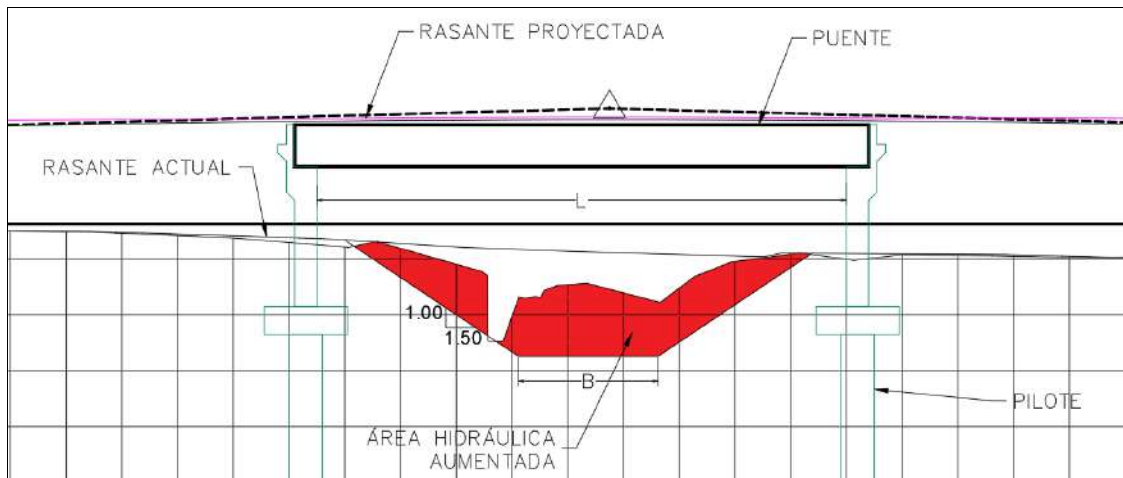 RASANTE PROYECTADA
PUENTE
RASANTE ACTUAL
L
1.00
1.50
B
PILOTE
ÁREA HIDRÁULICA
AUMENTADA